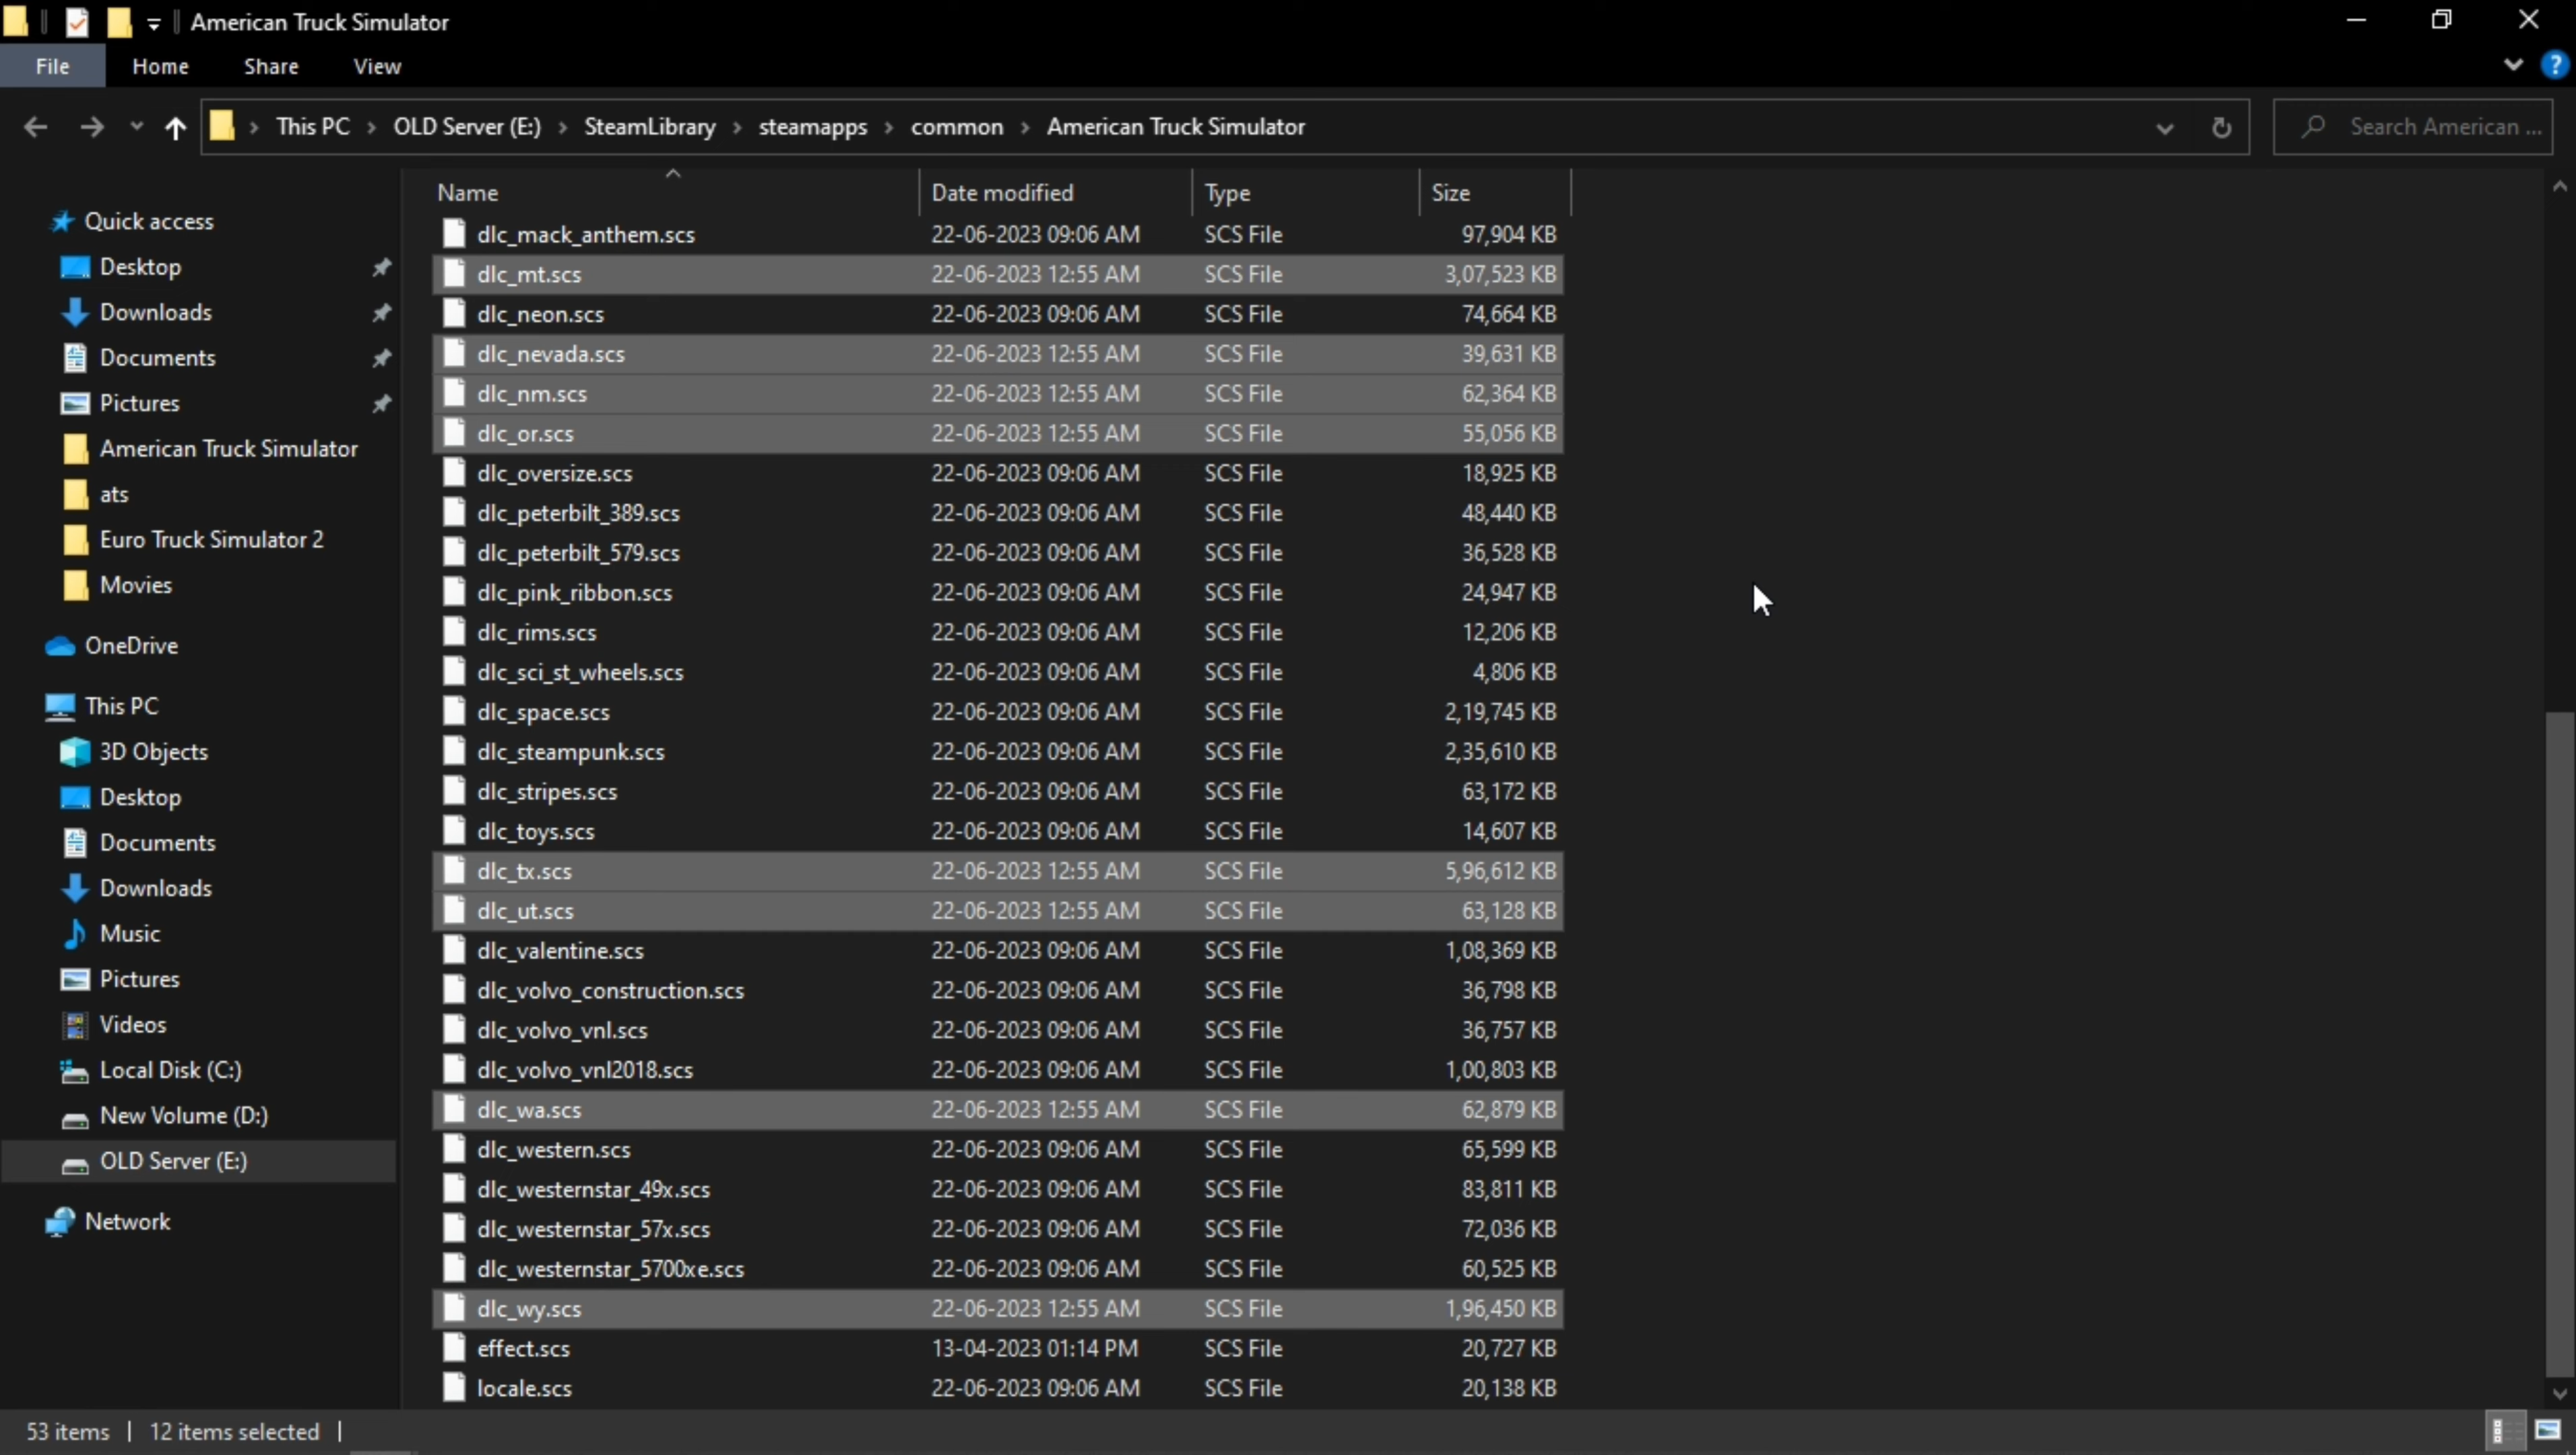 American Truck Simulator
File Home Share View
This PC > OLD Server (E:) > SteamLibrary > steamapps > common > American Truck Simulator
Search American ...
Quick access
Desktop
Downloads
Documents
Pictures
American Truck Simulator
ats
Euro Truck Simulator 2
Movies
OneDrive
This PC
3D Objects
Desktop
Documents
Downloads
Music
Pictures
Videos
Local Disk (C:)
New Volume (D:)
OLD Server (E:)
Network
Name Date modified Type Size
dlc_mack_anthem.scs 22-06-2023 09:06 AM SCS File 97,904 KB
dlc_mt.scs 22-06-2023 12:55 AM SCS File 3,07,523 KB
dlc_neon.scs 22-06-2023 09:06 AM SCS File 74,664 KB
dlc_nevada.scs 22-06-2023 12:55 AM SCS File 39,631 KB
dlc_nm.scs 22-06-2023 12:55 AM SCS File 62,364 KB
dlc_or.scs 22-06-2023 12:55 AM SCS File 55,056 KB
dlc_oversize.scs 22-06-2023 09:06 AM SCS File 18,925 KB
dlc_peterbilt_389.scs 22-06-2023 09:06 AM SCS File 48,440 KB
dlc_peterbilt_579.scs 22-06-2023 09:06 AM SCS File 36,528 KB
dlc_pink_ribbon.scs 22-06-2023 09:06 AM SCS File 24,947 KB
dlc_rims.scs 22-06-2023 09:06 AM SCS File 12,206 KB
dlc_sci_st_wheels.scs 22-06-2023 09:06 AM SCS File 4,806 KB
dlc_space.scs 22-06-2023 09:06 AM SCS File 2,19,745 KB
dlc_steampunk.scs 22-06-2023 09:06 AM SCS File 2,35,610 KB
dlc_stripes.scs 22-06-2023 09:06 AM SCS File 63,172 KB
dlc_toys.scs 22-06-2023 09:06 AM SCS File 14,607 KB
dlc_tx.scs 22-06-2023 12:55 AM SCS File 5,96,612 KB
dlc_ut.scs 22-06-2023 12:55 AM SCS File 63,128 KB
dlc_valentine.scs 22-06-2023 09:06 AM SCS File 1,08,369 KB
dlc_volvo_construction.scs 22-06-2023 09:06 AM SCS File 36,798 KB
dlc_volvo_vnl.scs 22-06-2023 09:06 AM SCS File 36,757 KB
dlc_volvo_vnl2018.scs 22-06-2023 09:06 AM SCS File 1,00,803 KB
dlc_wa.scs 22-06-2023 12:55 AM SCS File 62,879 KB
dlc_western.scs 22-06-2023 09:06 AM SCS File 65,599 KB
dlc_westernstar_49x.scs 22-06-2023 09:06 AM SCS File 83,811 KB
dlc_westernstar_57x.scs 22-06-2023 09:06 AM SCS File 72,036 KB
dlc_westernstar_5700xe.scs 22-06-2023 09:06 AM SCS File 60,525 KB
dlc_wy.scs 22-06-2023 12:55 AM SCS File 1,96,450 KB
effect.scs 13-04-2023 01:14 PM SCS File 20,727 KB
locale.scs 22-06-2023 09:06 AM SCS File 20,138 KB
53 items 12 items selected